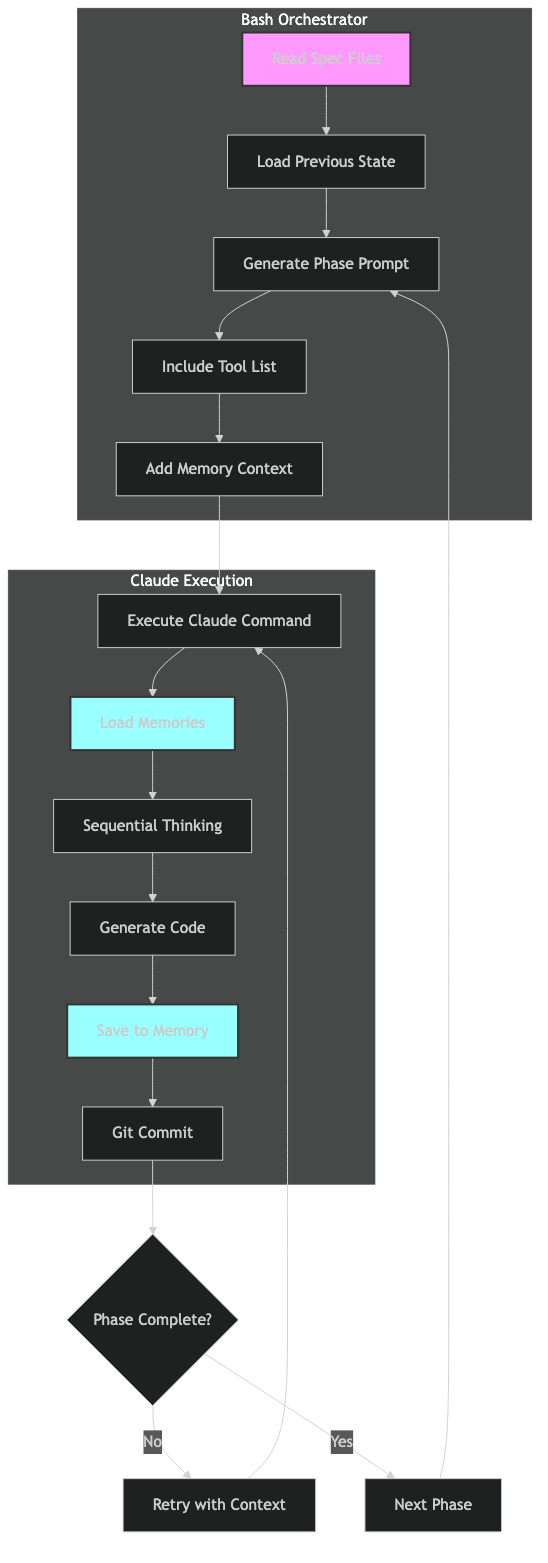 Bash Orchestrator
Read Spec Files
Load Previous State
Generate Phase Prompt
Include Tool List
Add Memory Context
Claude Execution
Execute Claude Command
Load Memories
Sequential Thinking
Generate Code
Save to Memory
Git Commit
Phase Complete?
No
Yes
Retry with Context
Next Phase